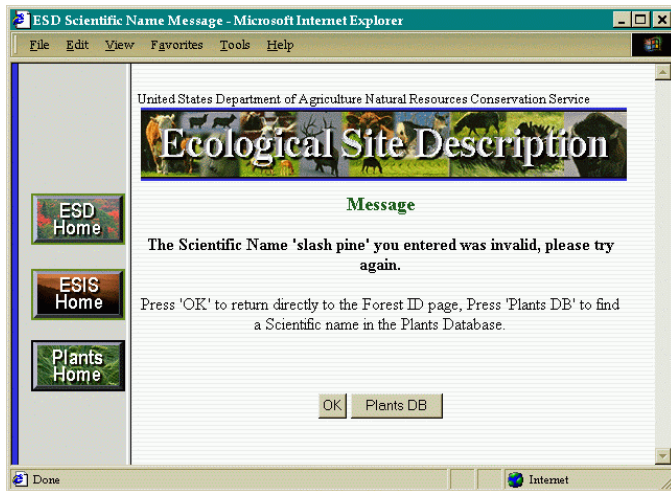 ESD Scientific Name Message - Microsoft Internet Explorer
File Edit View Favorites Tools Help
United States Department of Agriculture Natural Resources Conservation Service
Ecological Site Description
ESD
Home
ESIS
Home
Plants
Home
Message
The Scientific Name 'slash pine' you entered was invalid, please try
again.
Press 'OK' to return directly to the Forest ID page, Press 'Plants DB' to find
a Scientific name in the Plants Database.
OK Plants DB
Done Internet